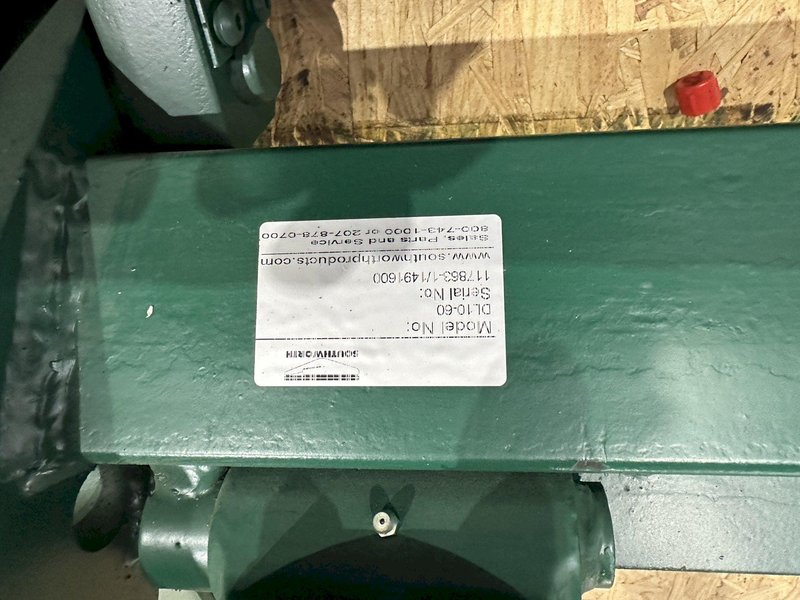 SOUTHWORTH
Model No:
DL10-60
Serial No:
117863-1/1491600
www.southworthproducts.com
Sales, Parts and Service
800-743-1000 or 207-878-0700